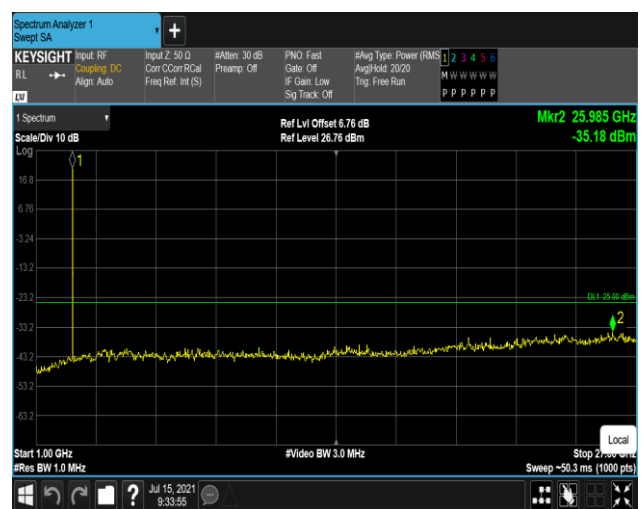 Spectrum Analyzer 1
Swept SA
KEYSIGHT
RL
LXI
Input: RF
Coupling: DC
Align: Auto
Input Z: 50 Ω
Corr CCorr RCal
Freq Ref: Int (S)
#Atten: 30 dB
Preamp: Off
PNO: Fast
Gate: Off
IF Gain: Low
Sig Track: Off
#Avg Type: Power (RMS
Avg|Hold: 20/20
Trig: Free Run
1 2 3 4 5 6
M W W W W W
P P P P P P
1 Spectrum
Scale/Div 10 dB
Ref Lvl Offset 6.76 dB
Ref Level 26.76 dBm
Mkr2 25.985 GHz
-35.18 dBm
Log
1
16.8
6.76
-3.24
-13.2
-23.2
DL1 -25.00 dBm
2
-33.2
-43.2
-53.2
-63.2
Local
Start 1.00 GHz
#Video BW 3.0 MHz
Stop 27.00 GHz
#Res BW 1.0 MHz
Sweep ~50.3 ms (1000 pts)
?
Jul 15, 2021
9:33:55